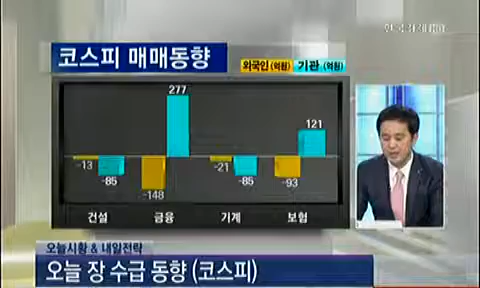 한국경제TV
코스피 매매동향
외국인(억원) 기관(억원)
277
121
-13
-85
-148
-21
-85
-93
건설 금융 기계 보험
오늘시황 & 내일전략
오늘 장 수급 동향 (코스피)